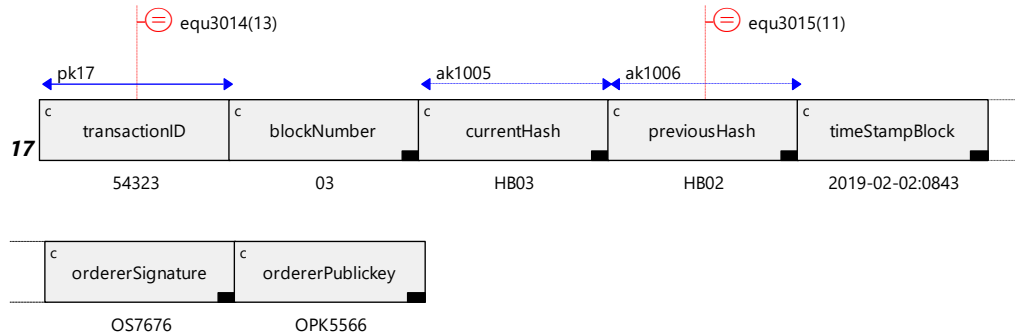 equ3014(13) equ3015(11)
pk17 ak1005 ak1006
c c c c c
transactionID blockNumber currentHash previousHash timeStampBlock
17
54323 03 HB03 HB02 2019-02-02:0843
c c
ordererSignature ordererPublickey
OS7676 OPK5566